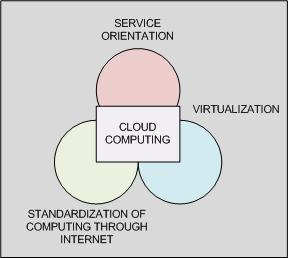 SERVICE
ORIENTATION
VIRTUALIZATION
CLOUD
COMPUTING
STANDARDIZATION OF
COMPUTING THROUGH
INTERNET